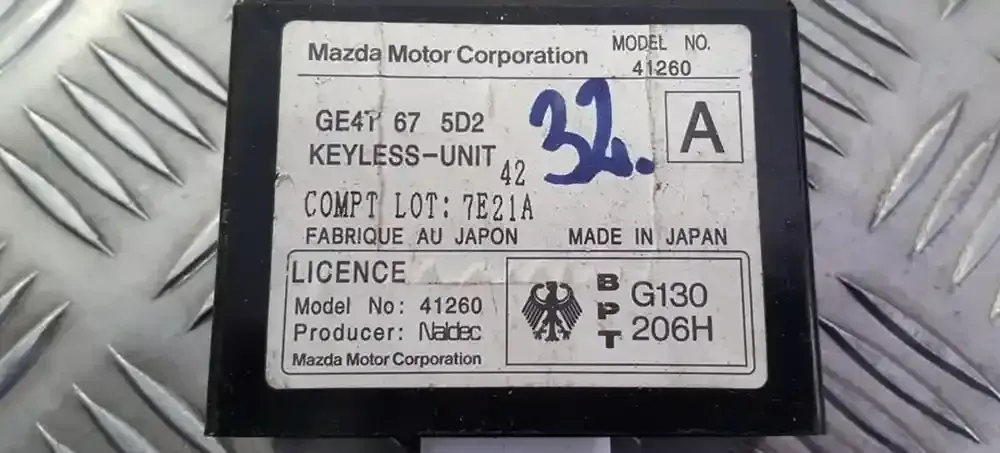 Mazda Motor Corporation
MODEL NO.
41260
GE4T 67 5D2
32.
A
KEYLESS-UNIT
42
COMPT LOT: 7E21A
FABRIQUE AU JAPON MADE IN JAPAN
LICENCE
Model No: 41260
Producer: Naldec
Mazda Motor Corporation
BPT
G130
206H